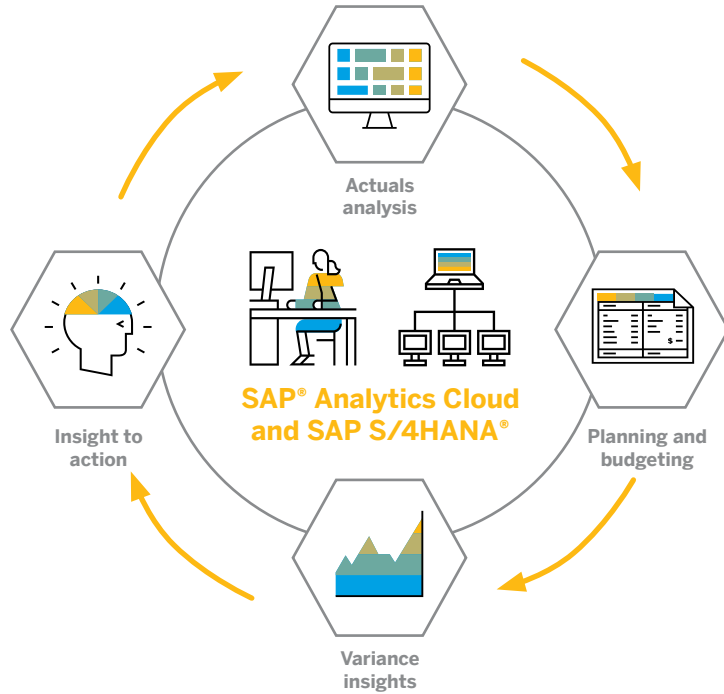 Actuals
analysis
SAP® Analytics Cloud
and SAP S/4HANA®
Insight to
action
Planning and
budgeting
$
Variance
insights